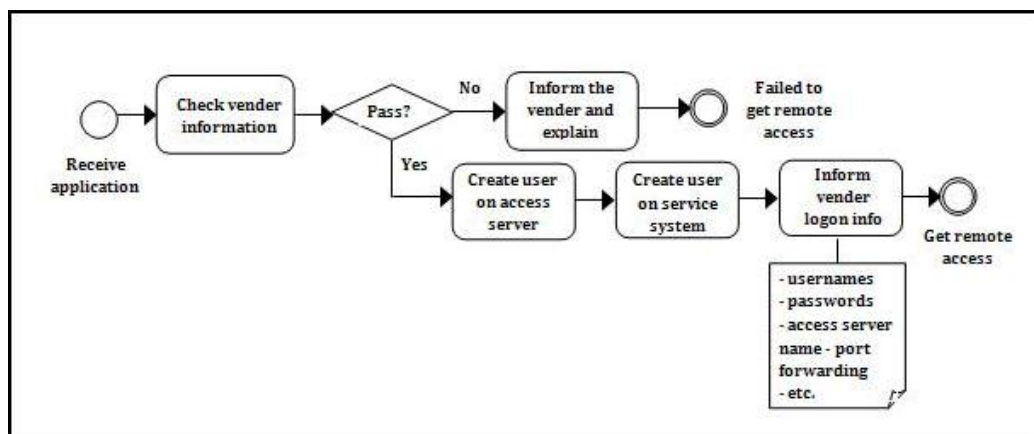 Receive
application
Check vender
information
Pass?
No
Inform the
vender and
explain
Failed to
get remote
access
Yes
Create user
on access
server
Create user
on service
system
Inform
vender
logon info
Get remote
access
- usernames
- passwords
- access server
name - port
forwarding
- etc.